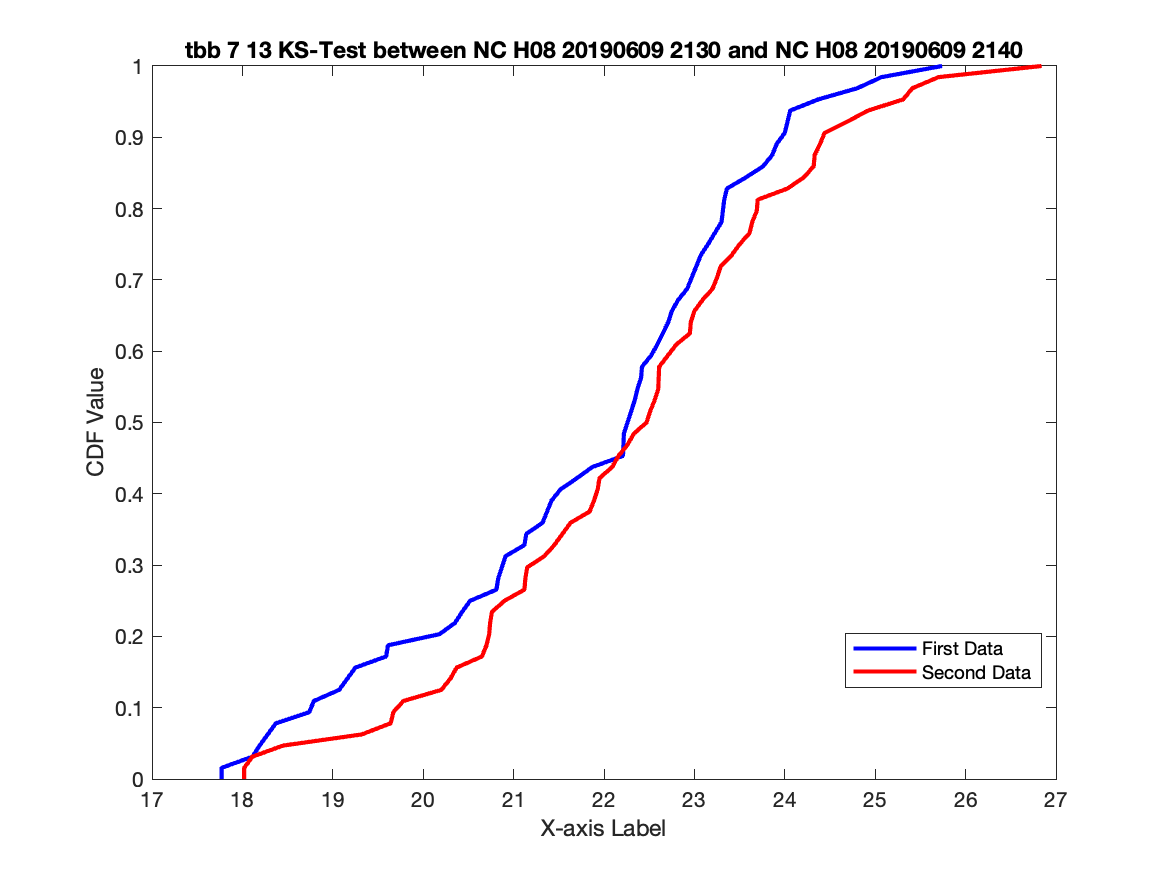 tbb 7 13 KS-Test between NC H08 20190609 2130 and NC H08 20190609 2140
1
0.9
0.8
0.7
0.6
0.5
0.4
0.3
0.2
0.1
0
CDF Value
First Data
Second Data
17 18 19 20 21 22 23 24 25 26 27
X-axis Label